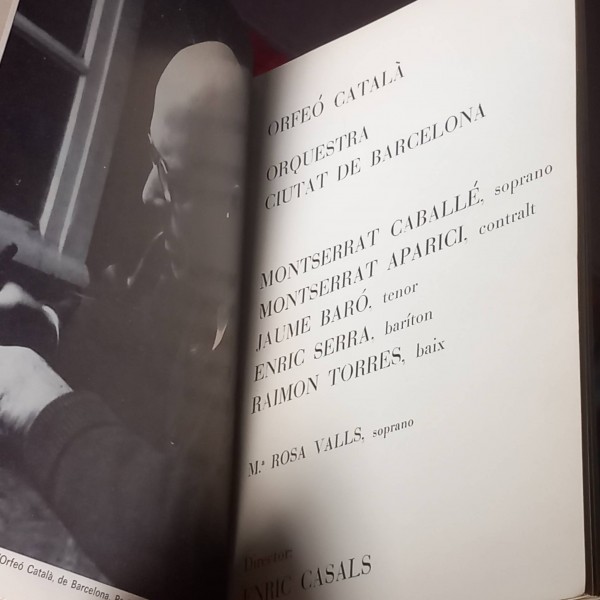 ORFEÓ CATALÀ
ORQUESTRA
CIUTAT DE BARCELONA
MONTSERRAT CABALLÉ, soprano
MONTSERRAT APARICI, contralt
JAUME BARÓ, tenor
ENRIC SERRA, baríton
RAIMON TORRES, baix
M.ª ROSA VALLS, soprano
Director:
ENRIC CASALS
Orfeó Català, de Barcelona.